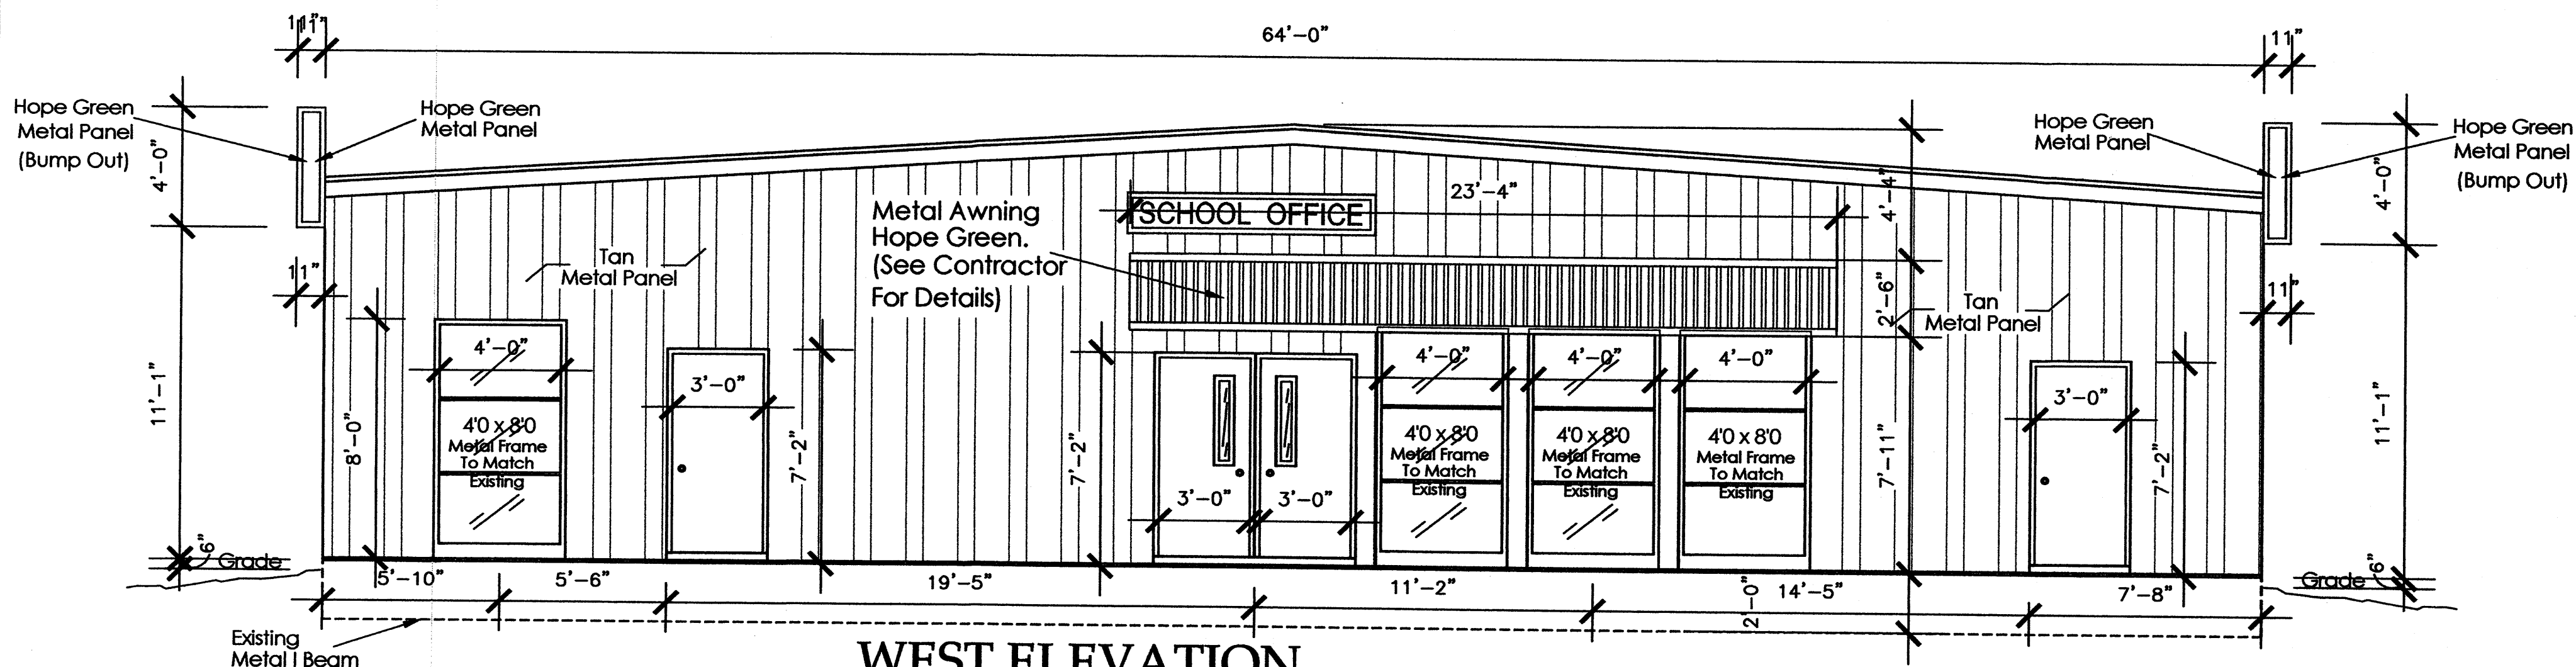 11"
64'-0"
11"
Hope Green
Metal Panel
(Bump Out)
Hope Green
Metal Panel
Hope Green
Metal Panel
Hope Green
Metal Panel
(Bump Out)
4'-0"
4'-0"
23'-4"
4'-4"
SCHOOL OFFICE
Metal Awning
Hope Green.
(See Contractor
For Details)
Tan
Metal Panel
Tan
Metal Panel
11"
11"
2'-6"
4'-0"
3'-0"
4'-0"
4'-0"
4'-0"
3'-0"
11'-1"
8'-0"
4'0 x 8'0
Metal Frame
To Match
Existing
7'-2"
7'-2"
3'-0"
3'-0"
4'0 x 8'0
Metal Frame
To Match
Existing
4'0 x 8'0
Metal Frame
To Match
Existing
4'0 x 8'0
Metal Frame
To Match
Existing
7'-11"
7'-2"
11'-1"
6"
Grade
Grade
6"
5'-10"
5'-6"
19'-5"
11'-2"
2'-0"
14'-5"
7'-8"
Existing
Metal I Beam
WEST ELEVATION